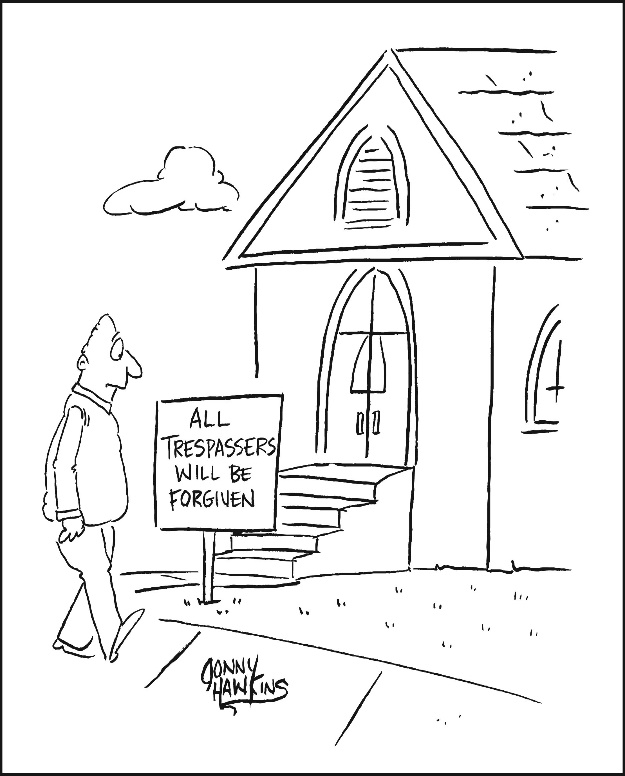 ALL
TRESPASSERS
WILL BE
FORGIVEN
JONNY
HAWKINS